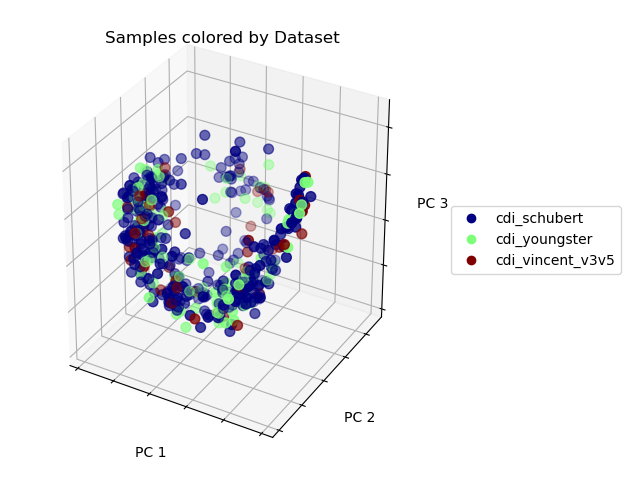 Samples colored by Dataset
PC 3
cdi_schubert
cdi_youngster
cdi_vincent_v3v5
PC 2
PC 1